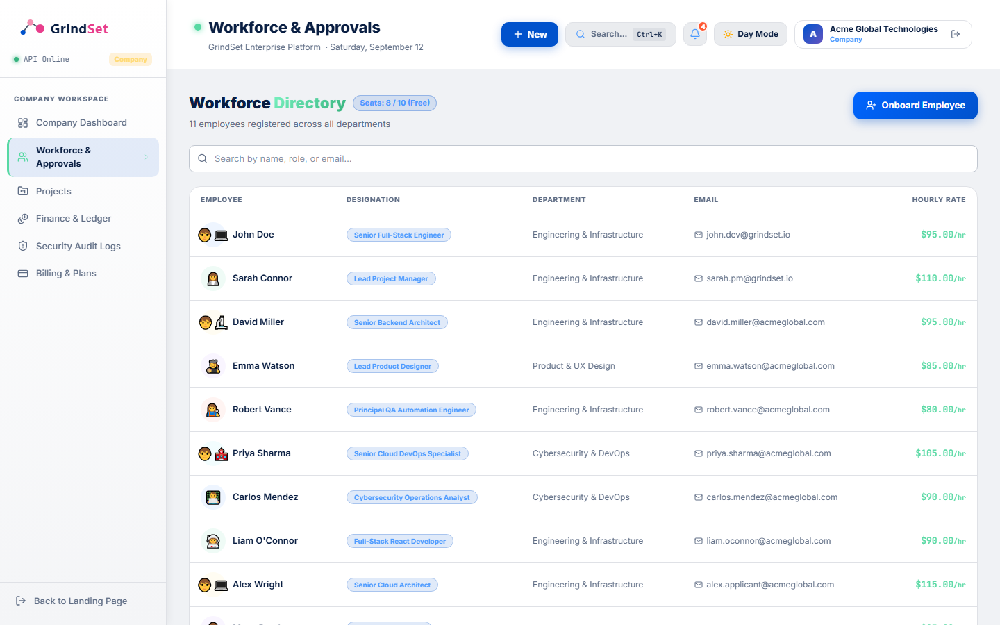 GrindSet
API Online
Company
COMPANY WORKSPACE
Company Dashboard
Workforce &
Approvals
Projects
Finance & Ledger
Security Audit Logs
Billing & Plans
Back to Landing Page
Workforce & Approvals
GrindSet Enterprise Platform · Saturday, September 12
New
Search... Ctrl+K
4
Day Mode
A
Acme Global Technologies
Company
Workforce Directory
Seats: 8 / 10 (Free)
11 employees registered across all departments
Onboard Employee
Search by name, role, or email...
EMPLOYEE DESIGNATION DEPARTMENT EMAIL HOURLY RATE
John Doe Senior Full-Stack Engineer Engineering & Infrastructure john.dev@grindset.io $95.00/hr
Sarah Connor Lead Project Manager Engineering & Infrastructure sarah.pm@grindset.io $110.00/hr
David Miller Senior Backend Architect Engineering & Infrastructure david.miller@acmeglobal.com $95.00/hr
Emma Watson Lead Product Designer Product & UX Design emma.watson@acmeglobal.com $85.00/hr
Robert Vance Principal QA Automation Engineer Engineering & Infrastructure robert.vance@acmeglobal.com $80.00/hr
Priya Sharma Senior Cloud DevOps Specialist Cybersecurity & DevOps priya.sharma@acmeglobal.com $105.00/hr
Carlos Mendez Cybersecurity Operations Analyst Cybersecurity & DevOps carlos.mendez@acmeglobal.com $90.00/hr
Liam O'Connor Full-Stack React Developer Engineering & Infrastructure liam.oconnor@acmeglobal.com $90.00/hr
Alex Wright Senior Cloud Architect Engineering & Infrastructure alex.applicant@acmeglobal.com $115.00/hr